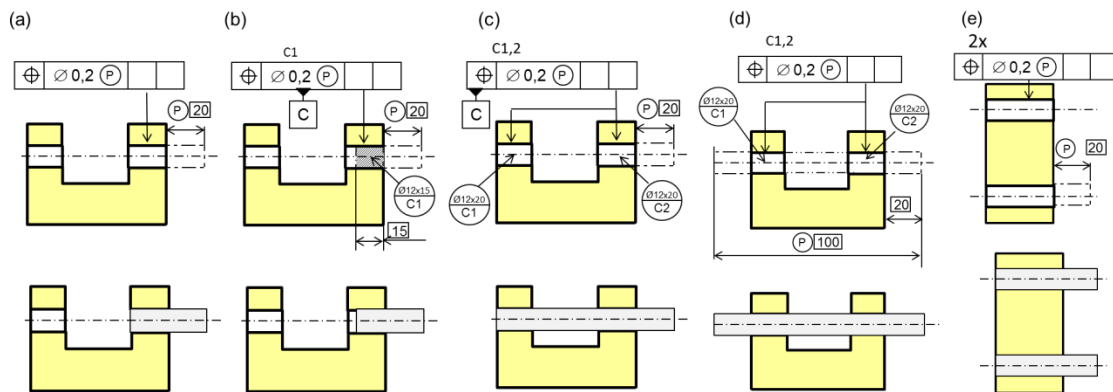 (a)
⌖ ∅ 0,2 Ⓟ
Ⓟ 20
(b)
C1
⌖ ∅ 0,2 Ⓟ
C
Ⓟ 20
Ø12x15
C1
15
(c)
C1,2
⌖ ∅ 0,2 Ⓟ
C
Ⓟ 20
Ø12x20
C1
Ø12x20
C2
(d)
C1,2
⌖ ∅ 0,2 Ⓟ
Ø12x20
C1
Ø12x20
C2
20
Ⓟ 100
(e)
2x
⌖ ∅ 0,2 Ⓟ
Ⓟ 20